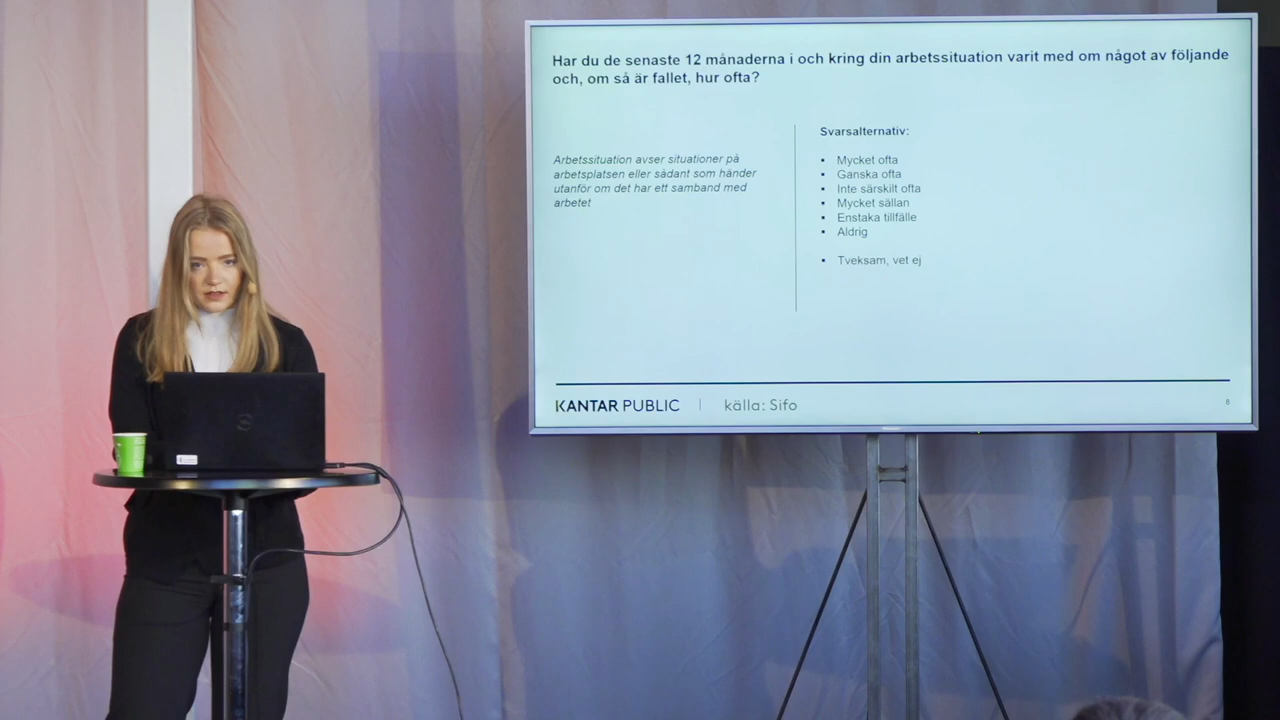 Har du de senaste 12 månaderna i och kring din arbetssituation varit med om något av följande
och, om så är fallet, hur ofta?
Arbetssituation avser situationer på
arbetsplatsen eller sådant som händer
utanför om det har ett samband med
arbetet
Svarsalternativ:
▪ Mycket ofta
▪ Ganska ofta
▪ Inte särskilt ofta
▪ Mycket sällan
▪ Enstaka tillfälle
▪ Aldrig
▪ Tveksam, vet ej
KANTAR PUBLIC | källa: Sifo
8